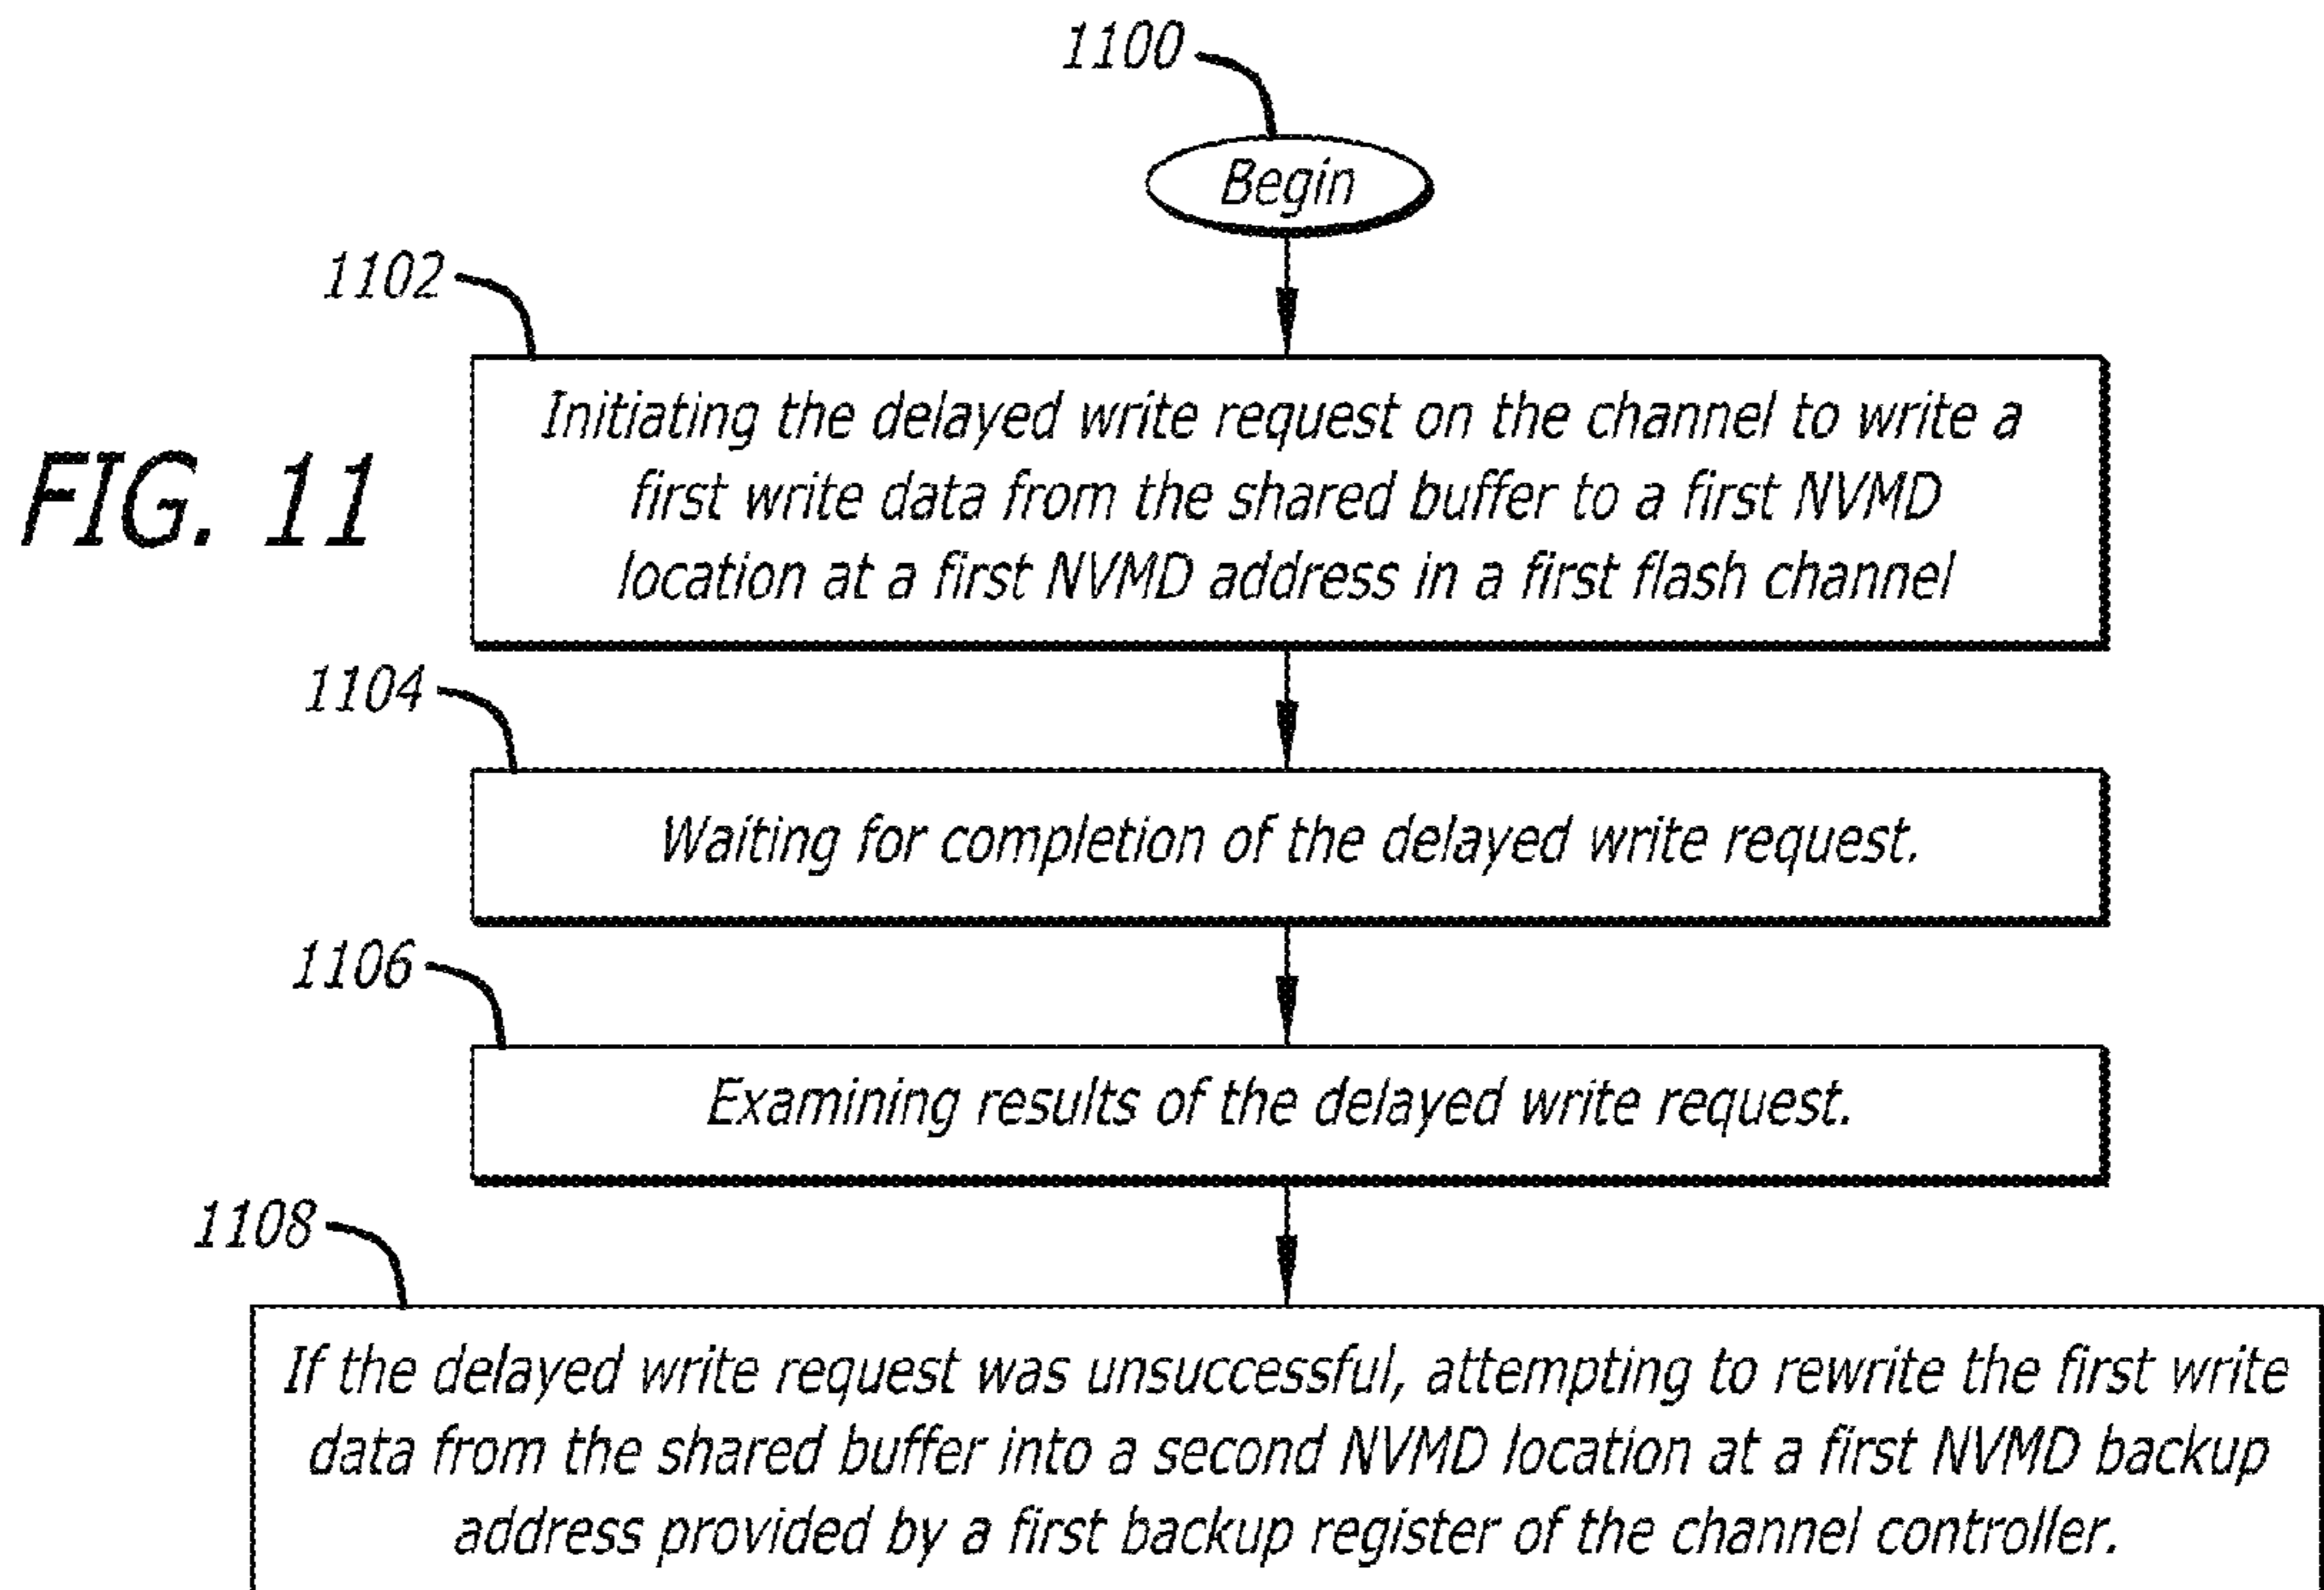 1100
Begin
1102
Initiating the delayed write request on the channel to write a
first write data from the shared buffer to a first NVMD
location at a first NVMD address in a first flash channel
FIG. 11
1104
Waiting for completion of the delayed write request.
1106
Examining results of the delayed write request.
1108
If the delayed write request was unsuccessful, attempting to rewrite the first write
data from the shared buffer into a second NVMD location at a first NVMD backup
address provided by a first backup register of the channel controller.